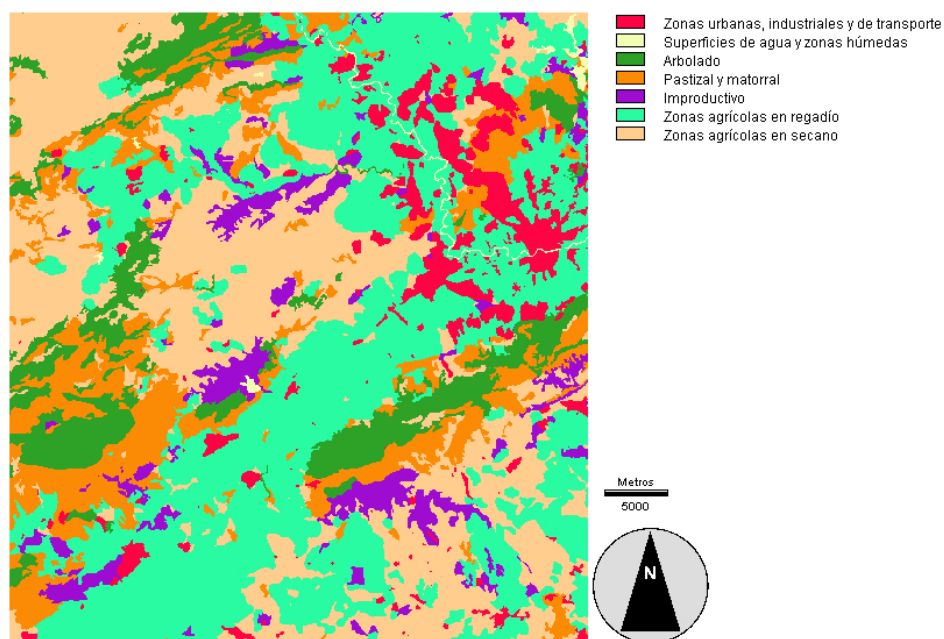 Zonas urbanas, industriales y de transporte
Superficies de agua y zonas húmedas
Arbolado
Pastizal y matorral
Improductivo
Zonas agrícolas en regadío
Zonas agrícolas en secano
Metros
5000
N